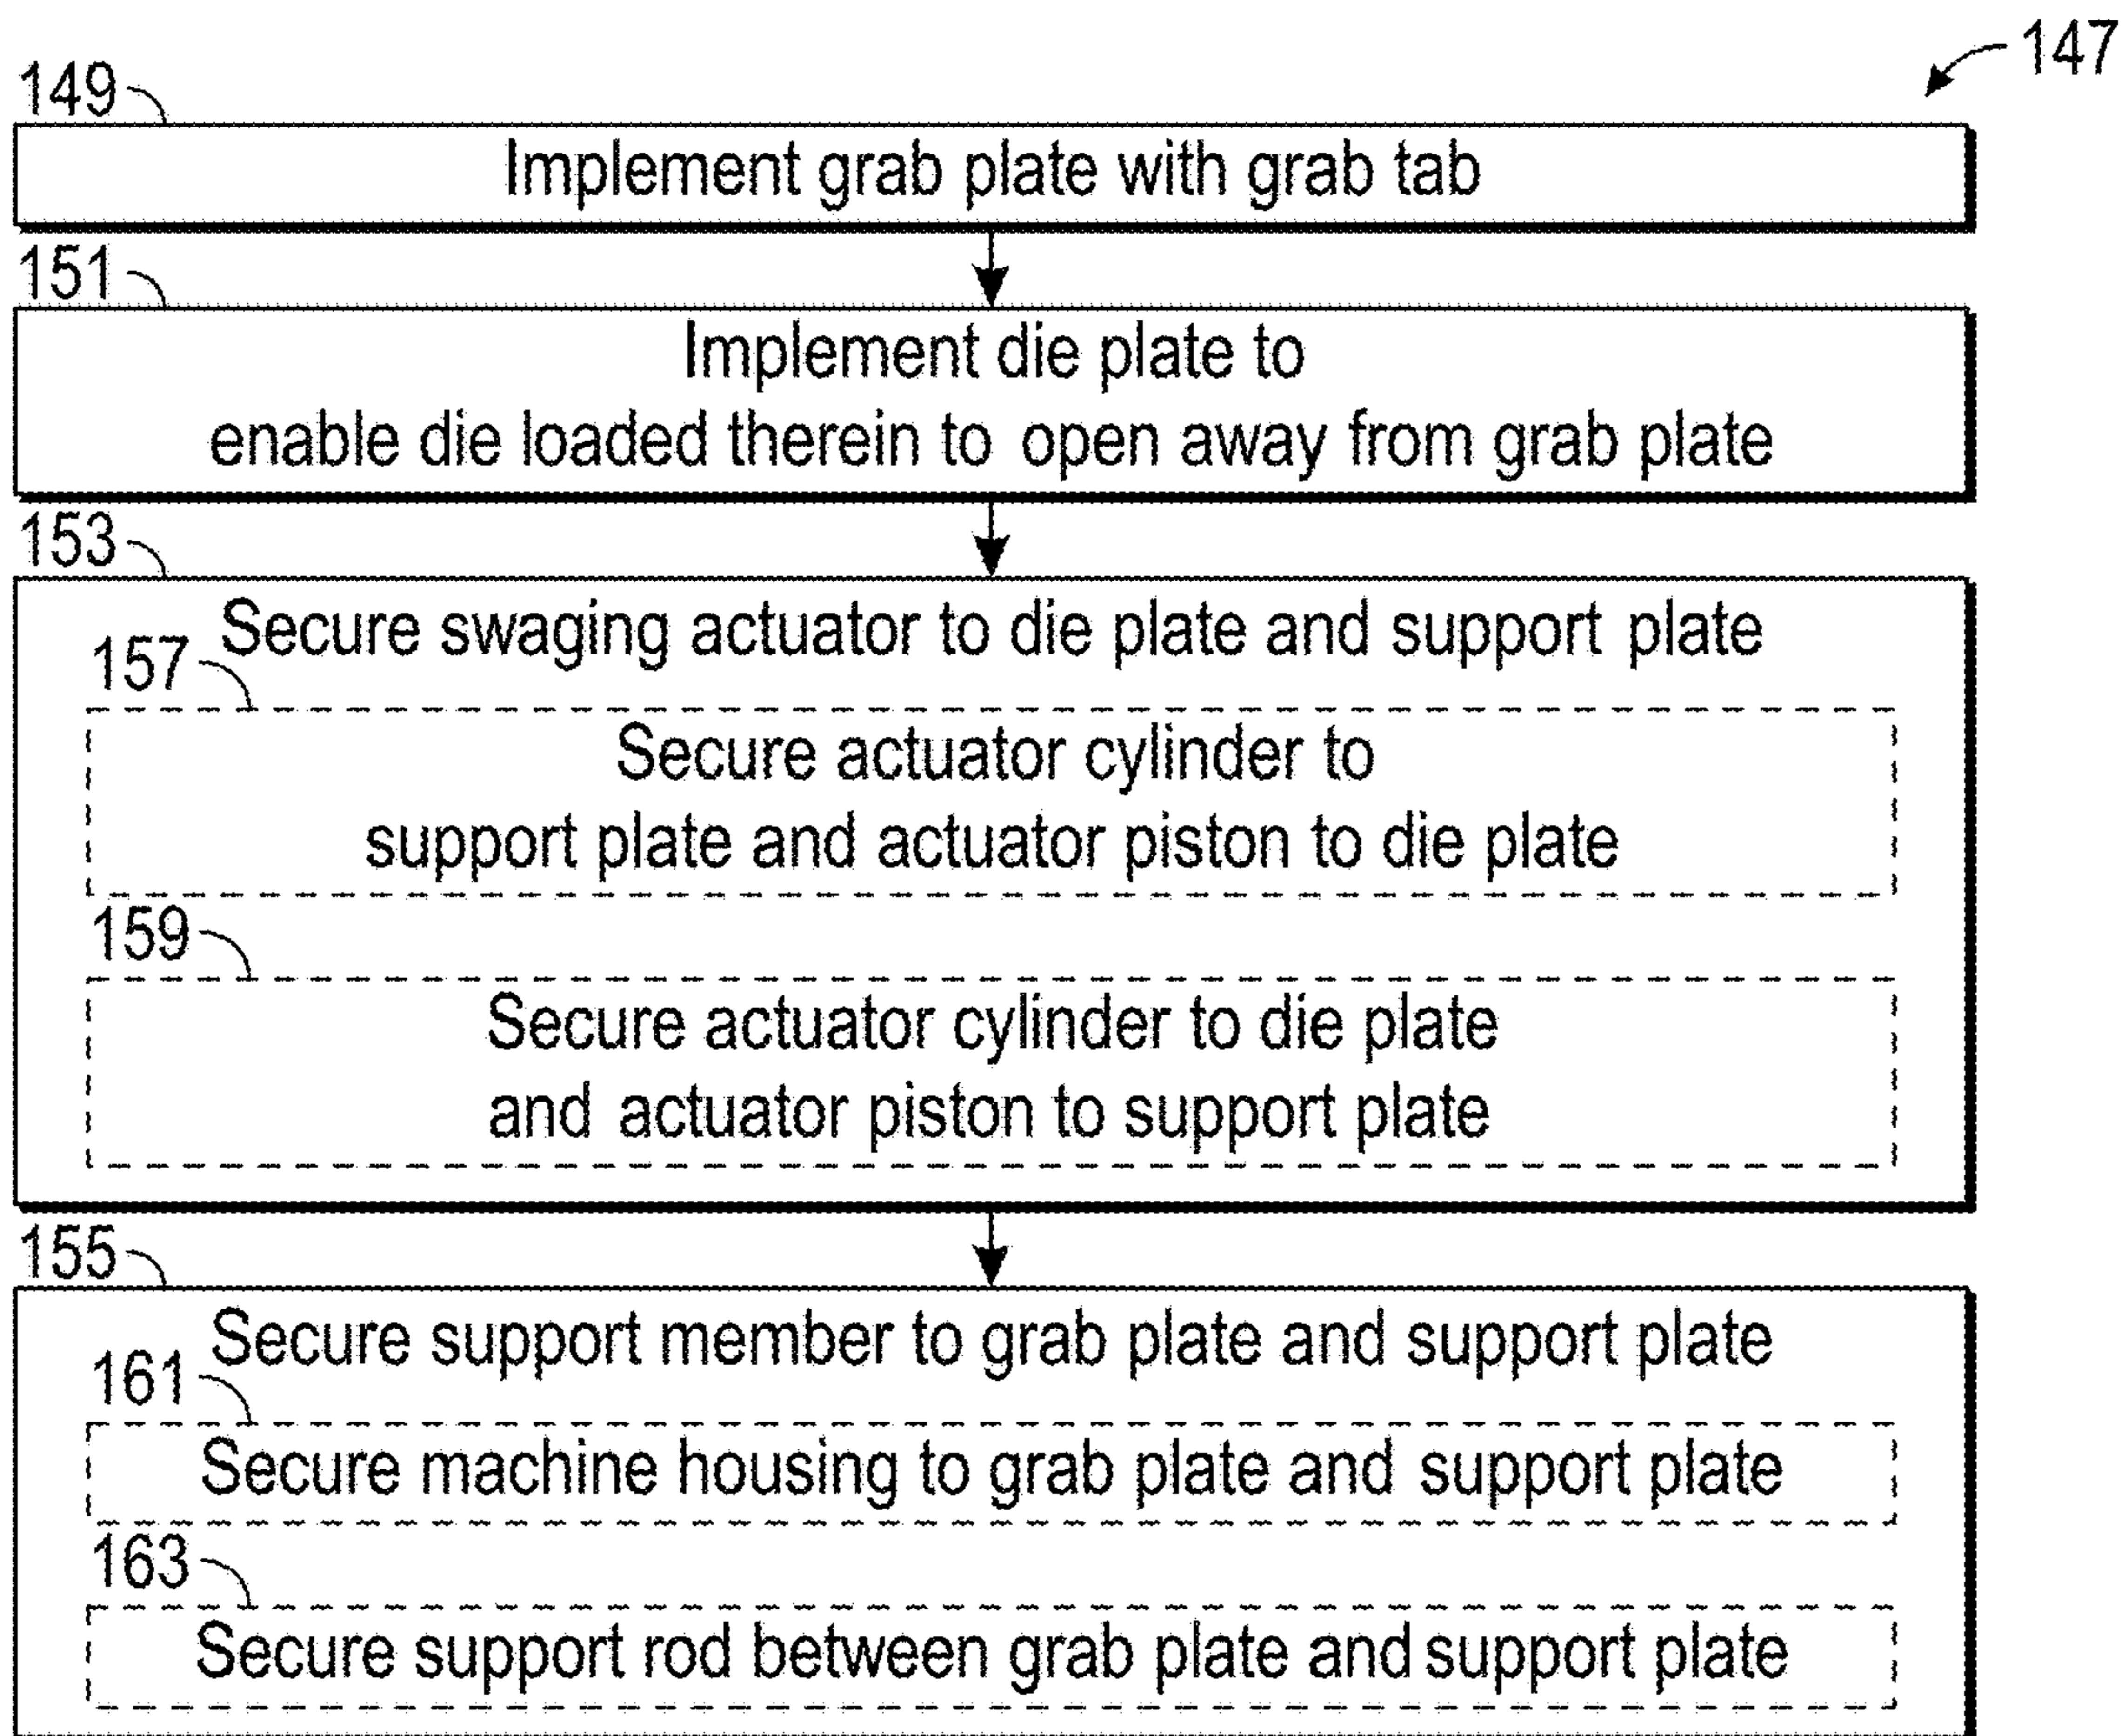 147
149
Implement grab plate with grab tab
151
Implement die plate to
enable die loaded therein to open away from grab plate
153
Secure swaging actuator to die plate and support plate
157
Secure actuator cylinder to
support plate and actuator piston to die plate
159
Secure actuator cylinder to die plate
and actuator piston to support plate
155
Secure support member to grab plate and support plate
161
Secure machine housing to grab plate and support plate
163
Secure support rod between grab plate and support plate